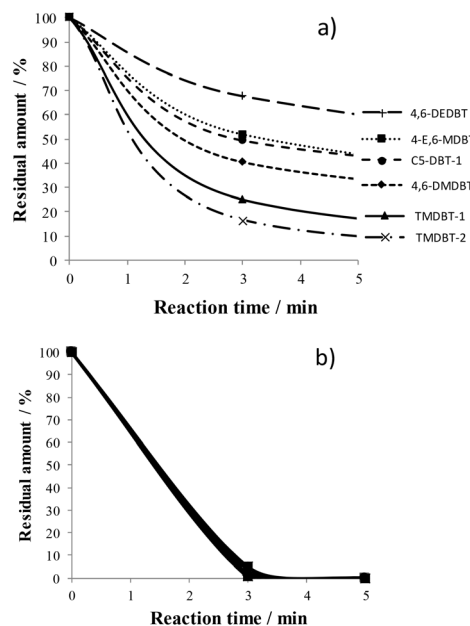 a)
Residual amount / %
100
90
80
70
60
50
40
30
20
10
0
0 1 2 3 4 5
Reaction time / min
4,6-DEDBT
4-E,6-MDBT
C5-DBT-1
4,6-DMDBT
TMDBT-1
TMDBT-2
b)
Residual amount / %
100
90
80
70
60
50
40
30
20
10
0
0 1 2 3 4 5
Reaction time / min